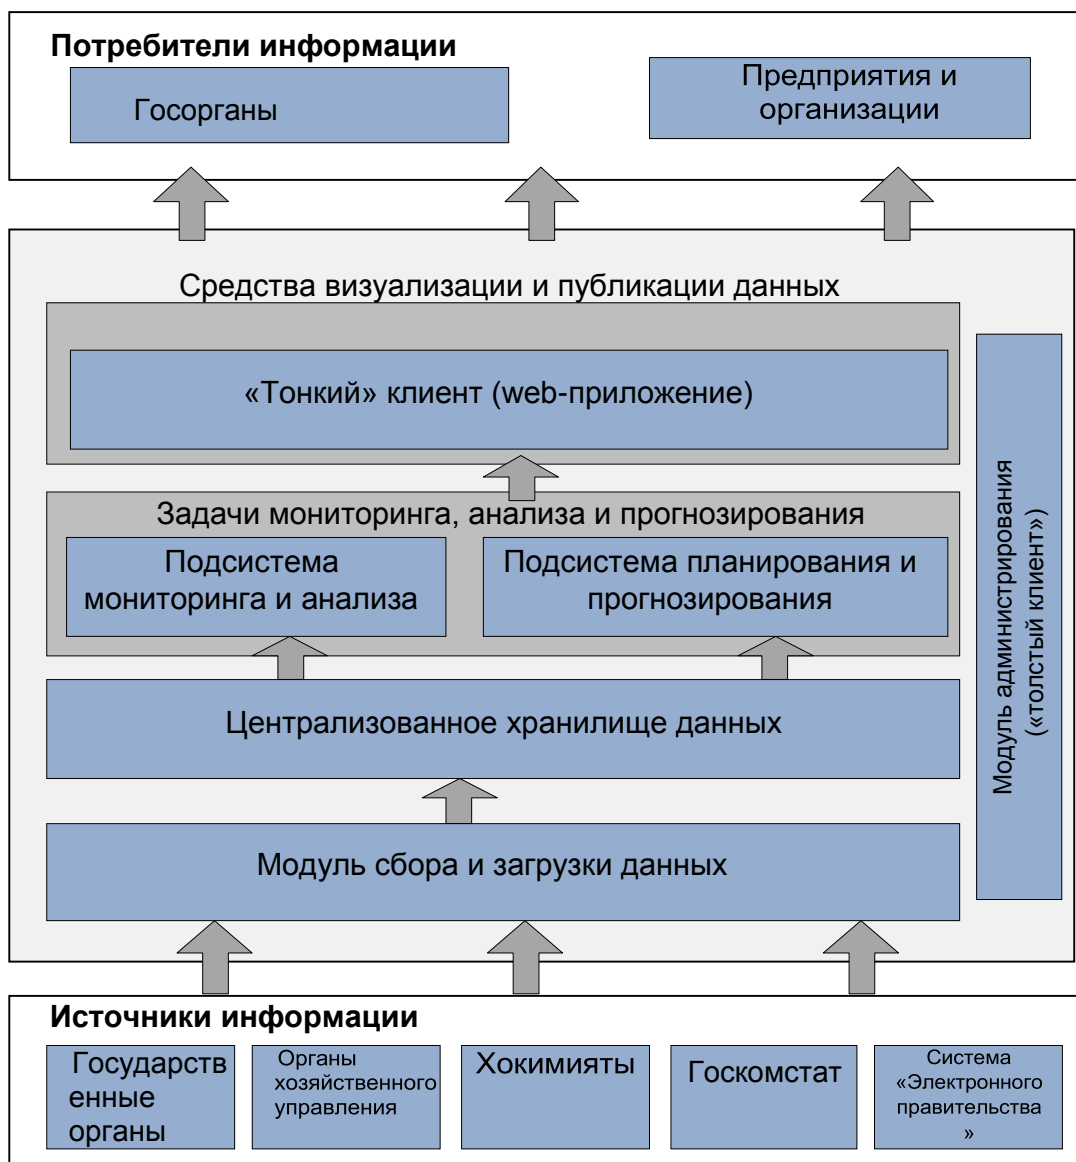 Потребители информации
Госорганы
Предприятия и
организации
Средства визуализации и публикации данных
«Тонкий» клиент (web-приложение)
Задачи мониторинга, анализа и прогнозирования
Подсистема
мониторинга и анализа
Подсистема планирования и
прогнозирования
Централизованное хранилище данных
Модуль сбора и загрузки данных
Модуль администрирования
(«толстый клиент»)
Источники информации
Государств
енные
органы
Органы
хозяйственного
управления
Хокимияты
Госкомстат
Система
«Электронного
правительства
»